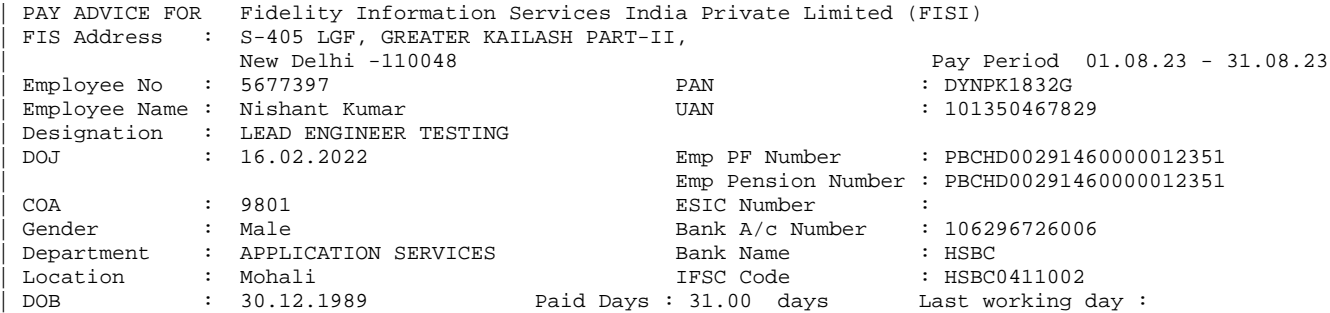 | PAY ADVICE FOR Fidelity Information Services India Private Limited (FISI)
| FIS Address : S-405 LGF, GREATER KAILASH PART-II,
| New Delhi -110048 Pay Period 01.08.23 - 31.08.23
| Employee No : 5677397 PAN : DYNPK1832G
| Employee Name : Nishant Kumar UAN : 101350467829
| Designation : LEAD ENGINEER TESTING
| DOJ : 16.02.2022 Emp PF Number : PBCHD00291460000012351
| Emp Pension Number : PBCHD00291460000012351
| COA : 9801 ESIC Number :
| Gender : Male Bank A/c Number : 106296726006
| Department : APPLICATION SERVICES Bank Name : HSBC
| Location : Mohali IFSC Code : HSBC0411002
| DOB : 30.12.1989 Paid Days : 31.00 days Last working day :